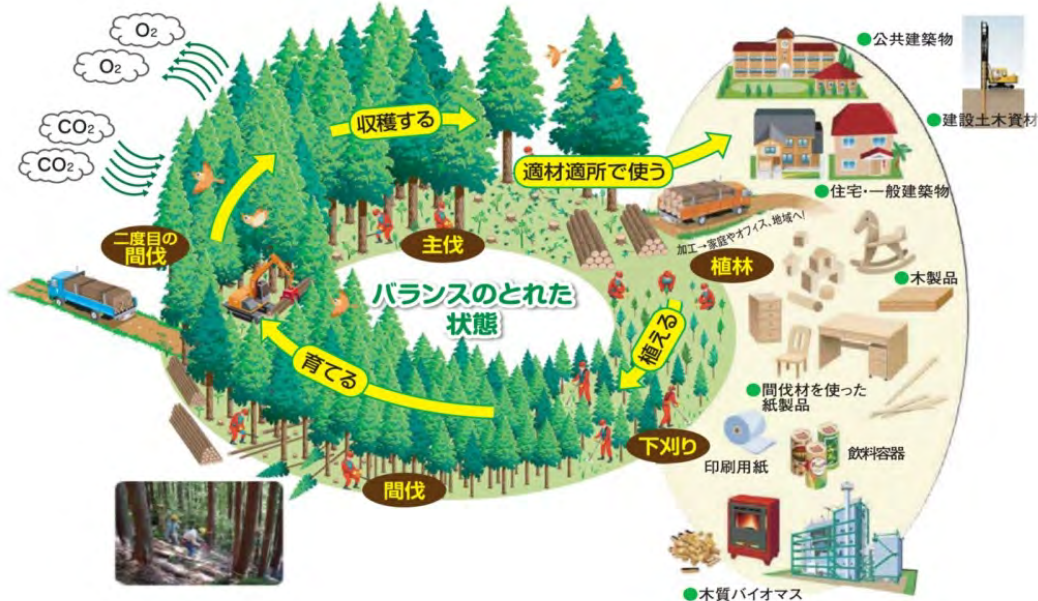 O₂
O₂
CO₂
CO₂
収穫する
適材適所で使う
二度目の
間伐
主伐
バランスのとれた
状態
加工→家庭やオフィス、地域へ!
植林
植える
育てる
下刈り
間伐
●公共建築物
●建設土木資材
●住宅・一般建築物
●木製品
●間伐材を使った
紙製品
印刷用紙
飲料容器
●木質バイオマス